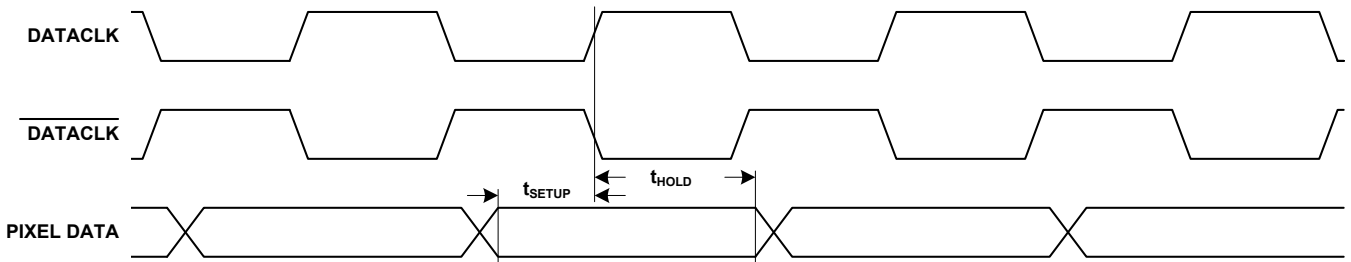 DATACLK
DATACLK
tSETUP
tHOLD
PIXEL DATA